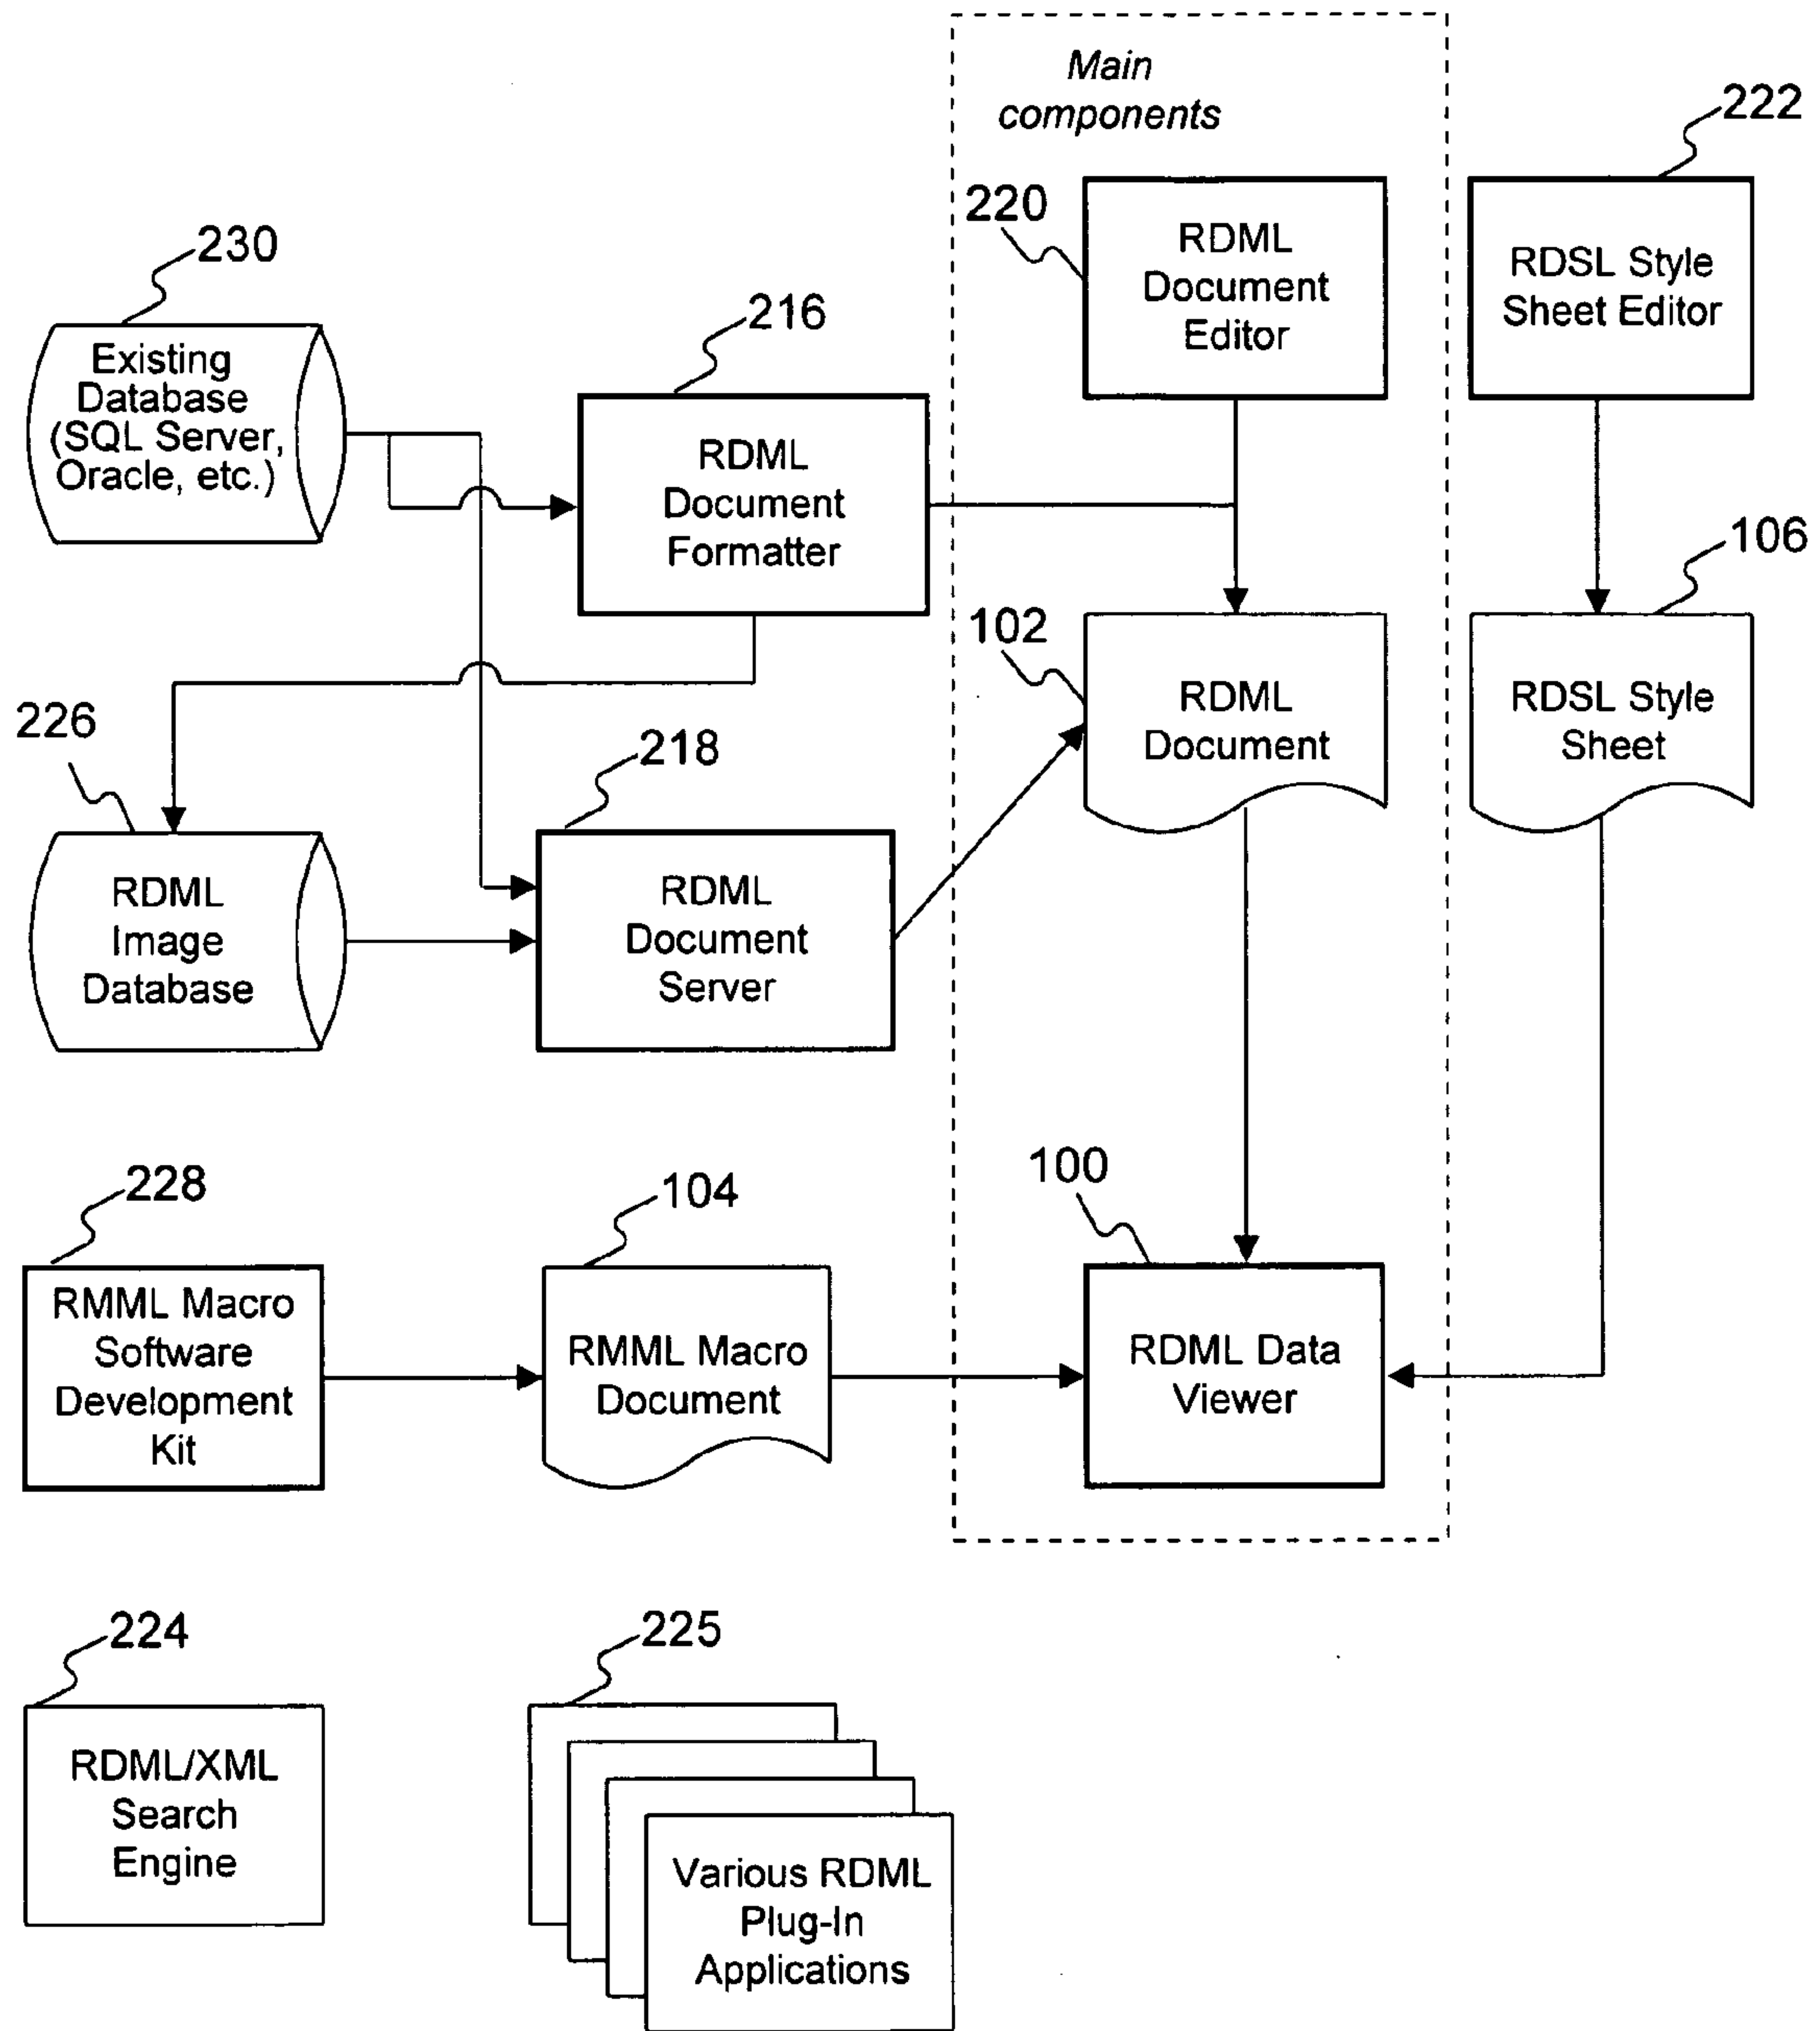 Main
components
222
220
RDML
Document
Editor
RDSL Style
Sheet Editor
230
Existing
Database
(SQL Server,
Oracle, etc.)
216
RDML
Document
Formatter
106
102
RDML
Document
RDSL Style
Sheet
226
RDML
Image
Database
218
RDML
Document
Server
228
RMML Macro
Software
Development
Kit
104
RMML Macro
Document
100
RDML Data
Viewer
224
RDML/XML
Search
Engine
225
Various RDML
Plug-In
Applications